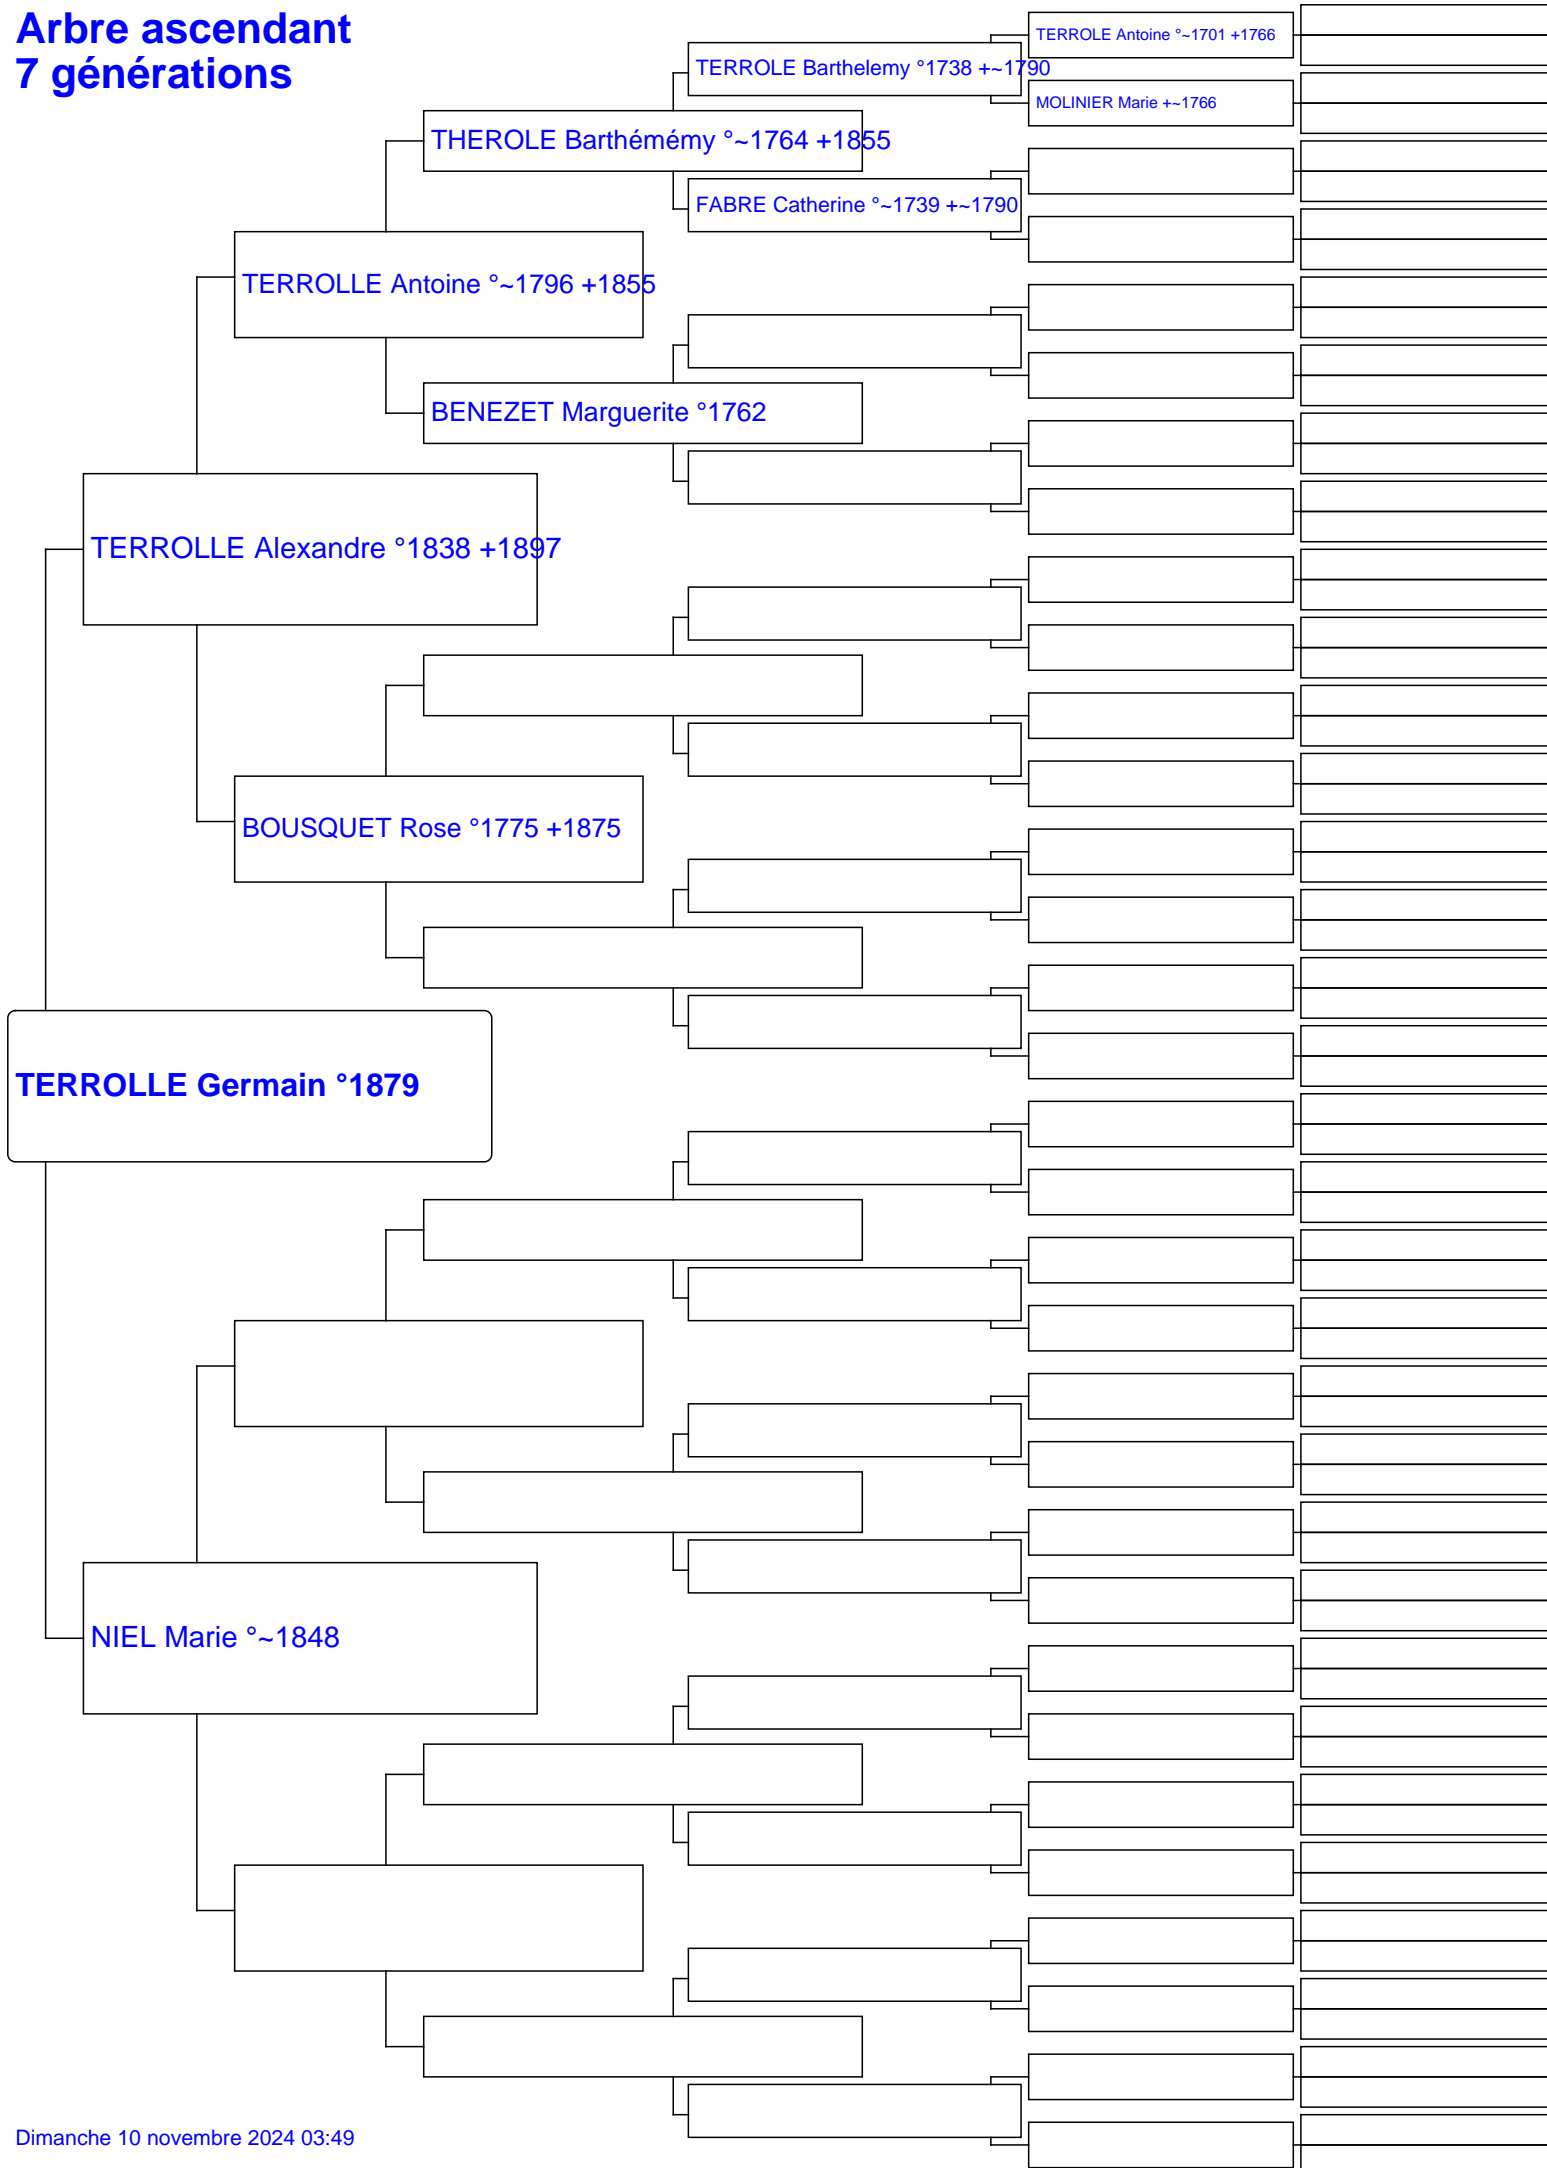 Arbre ascendant
7 générations
TERROLE Antoine °~1701 +1766
TERROLE Barthelemy °1738 +~1790
MOLINIER Marie +~1766
THEROLE Barthémémy °~1764 +1855
FABRE Catherine °~1739 +~1790
TERROLLE Antoine °~1796 +1855
BENEZET Marguerite °1762
TERROLLE Alexandre °1838 +1897
BOUSQUET Rose °1775 +1875
TERROLLE Germain °1879
NIEL Marie °~1848
Dimanche 10 novembre 2024 03:49